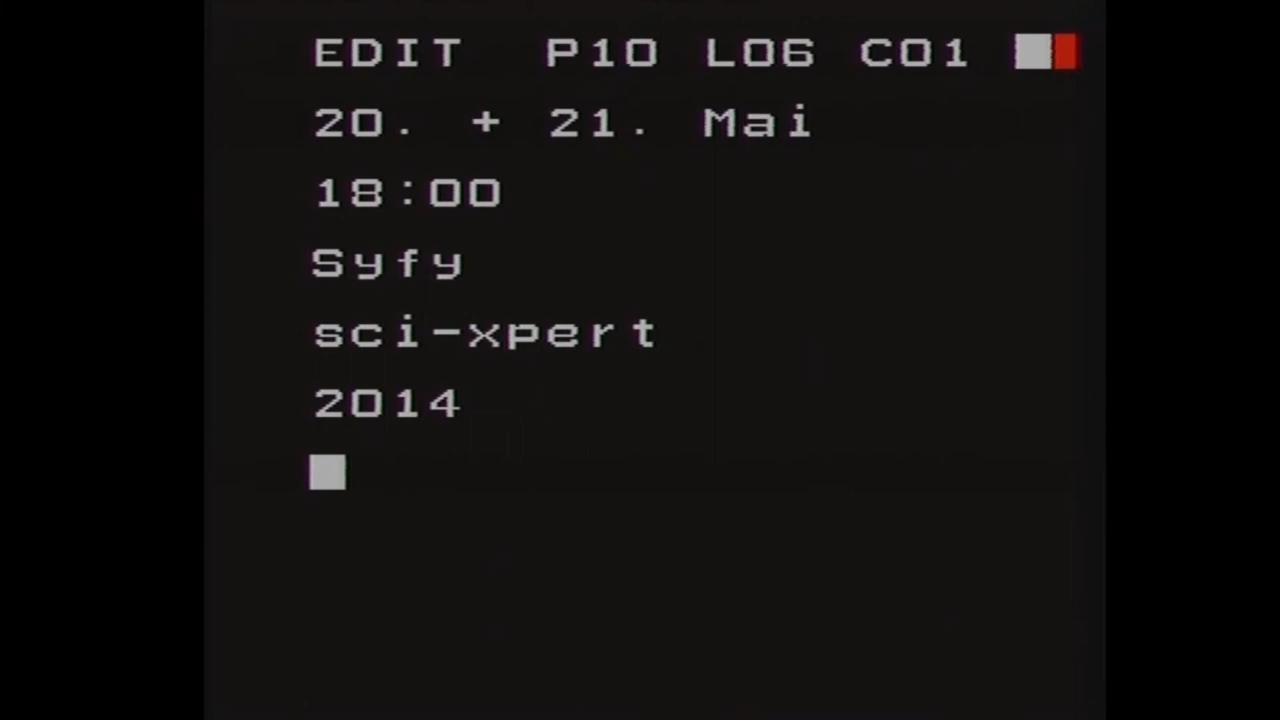 EDIT P10 L06 C01
20. + 21. Mai
18:00
Syfy
sci-xpert
2014